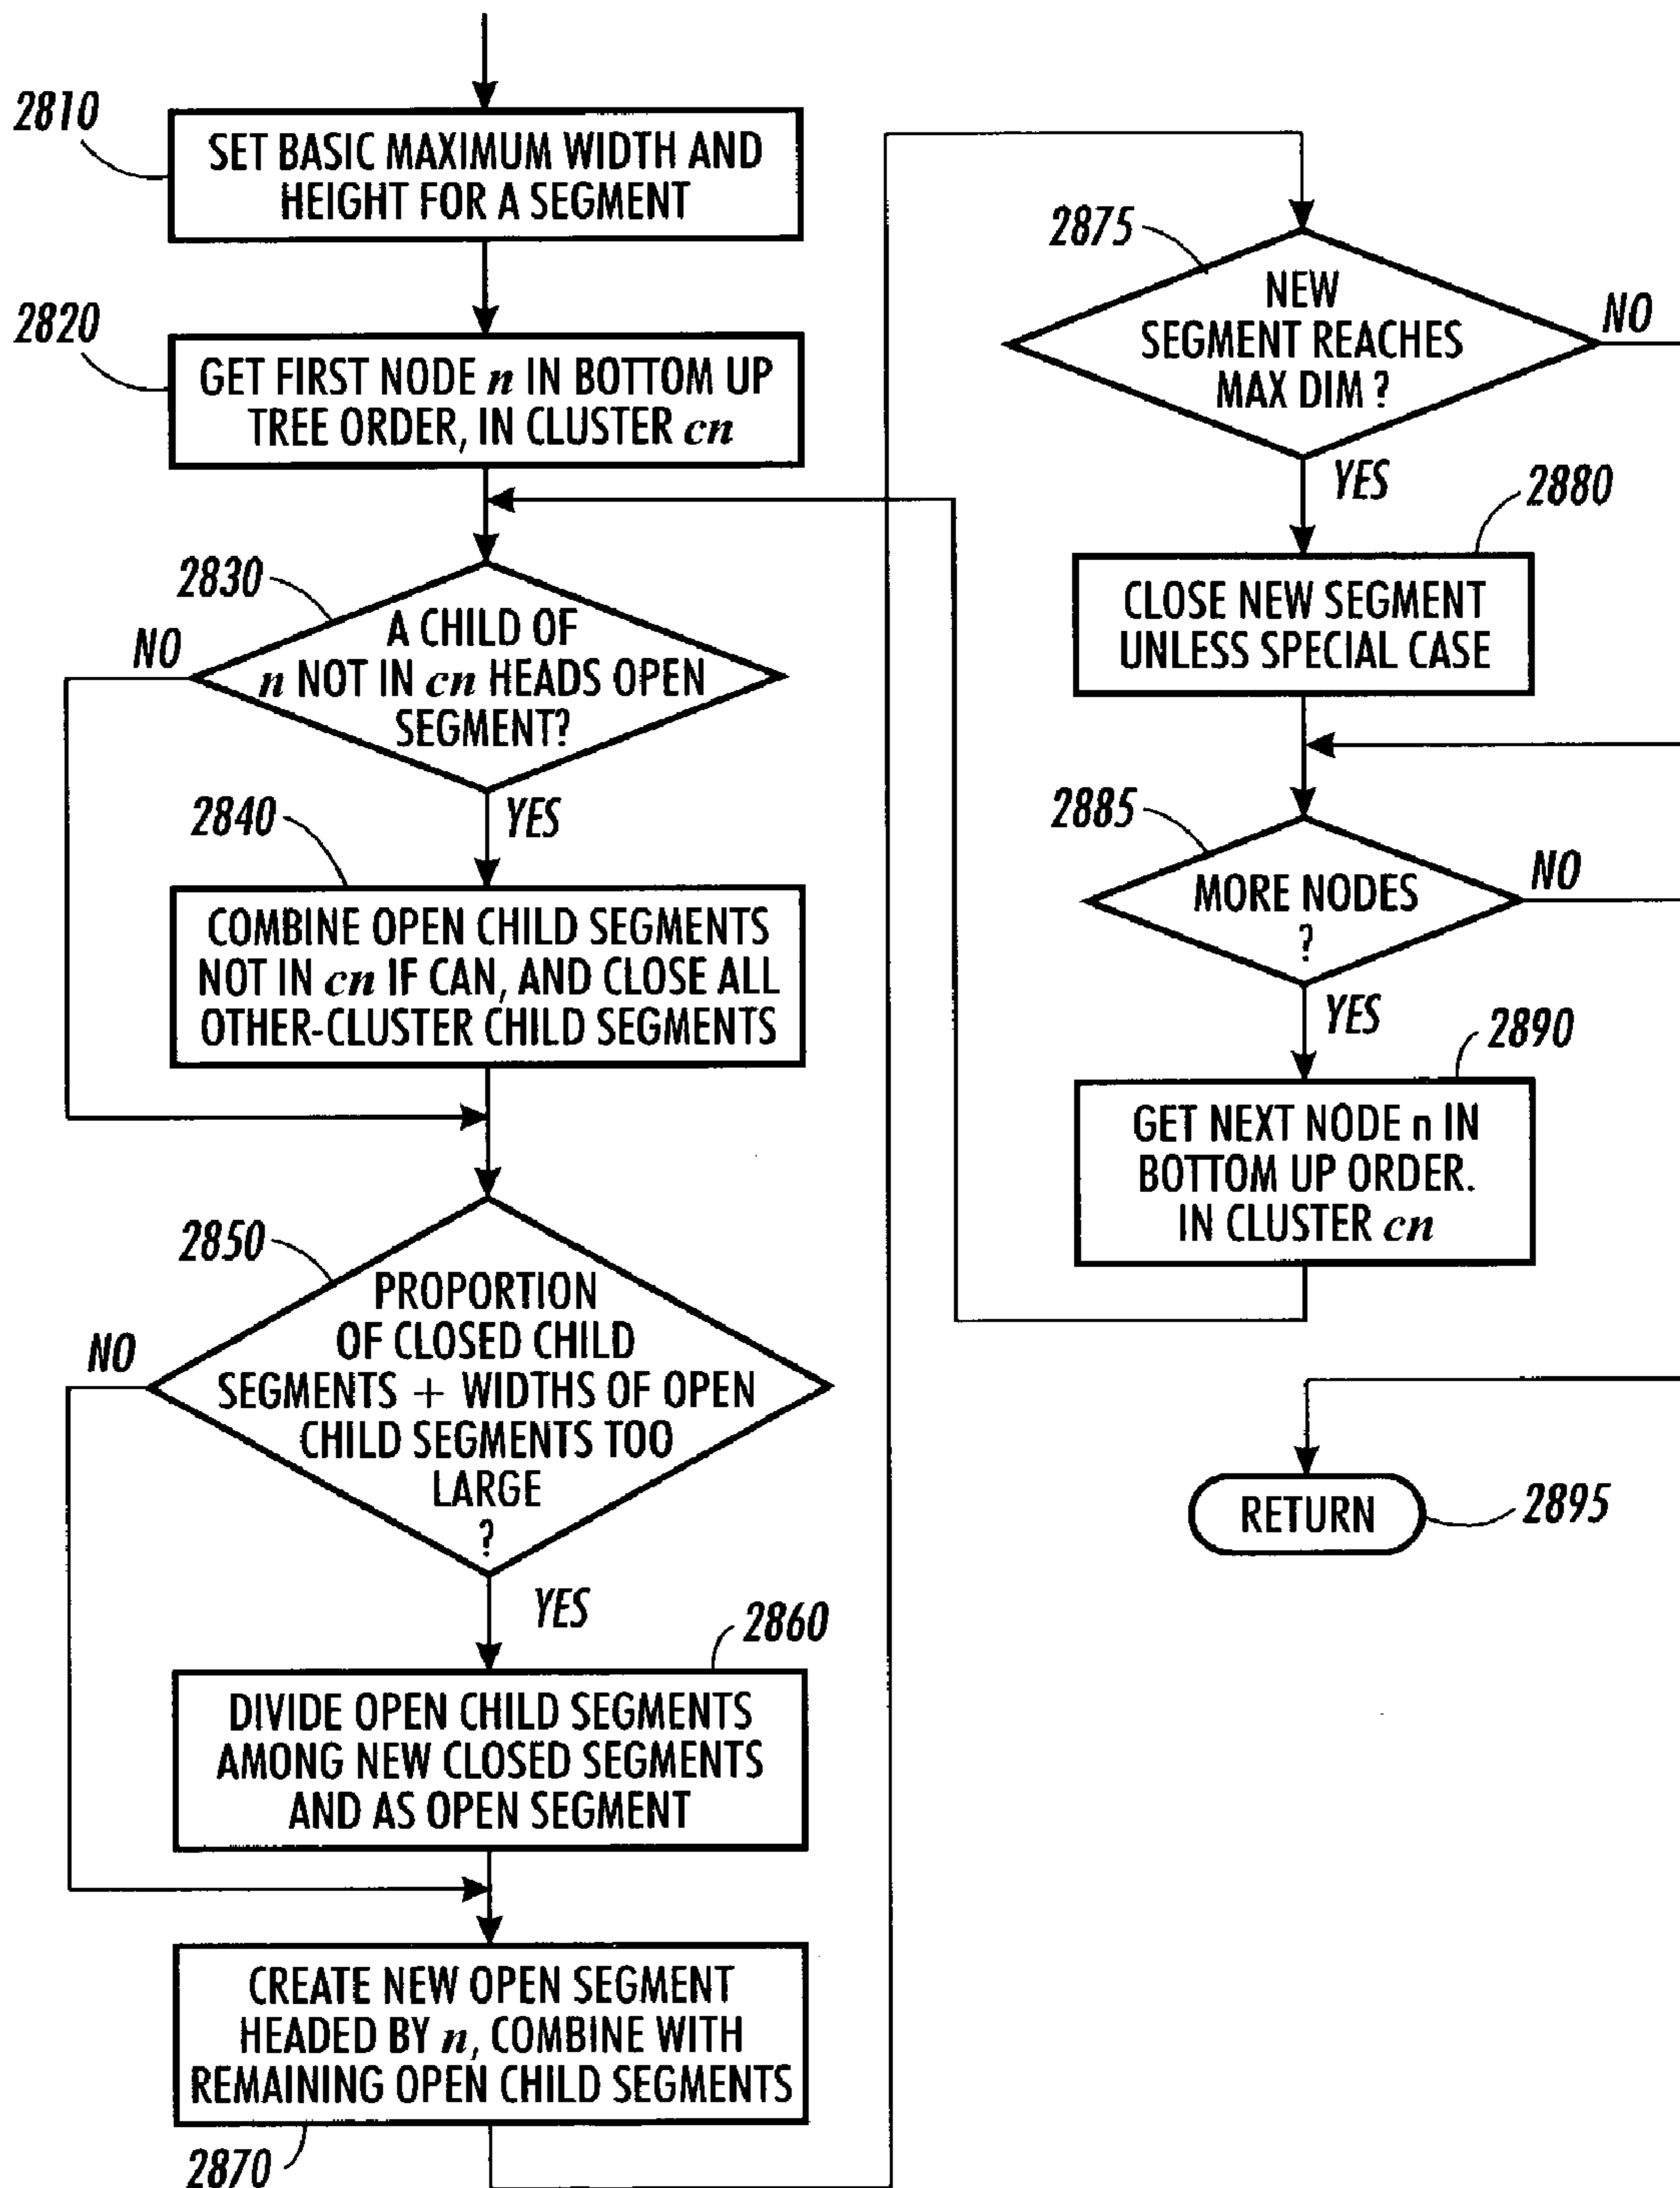 2810
SET BASIC MAXIMUM WIDTH AND
HEIGHT FOR A SEGMENT
2820
GET FIRST NODE n IN BOTTOM UP
TREE ORDER, IN CLUSTER cn
2830
A CHILD OF
n NOT IN cn HEADS OPEN
SEGMENT?
NO
YES
2840
COMBINE OPEN CHILD SEGMENTS
NOT IN cn IF CAN, AND CLOSE ALL
OTHER-CLUSTER CHILD SEGMENTS
2850
PROPORTION
OF CLOSED CHILD
SEGMENTS + WIDTHS OF OPEN
CHILD SEGMENTS TOO
LARGE
?
NO
YES
2860
DIVIDE OPEN CHILD SEGMENTS
AMONG NEW CLOSED SEGMENTS
AND AS OPEN SEGMENT
CREATE NEW OPEN SEGMENT
HEADED BY n, COMBINE WITH
REMAINING OPEN CHILD SEGMENTS
2870
2875
NEW
SEGMENT REACHES
MAX DIM ?
NO
YES
2880
CLOSE NEW SEGMENT
UNLESS SPECIAL CASE
2885
MORE NODES
?
NO
YES
2890
GET NEXT NODE n IN
BOTTOM UP ORDER.
IN CLUSTER cn
RETURN
2895